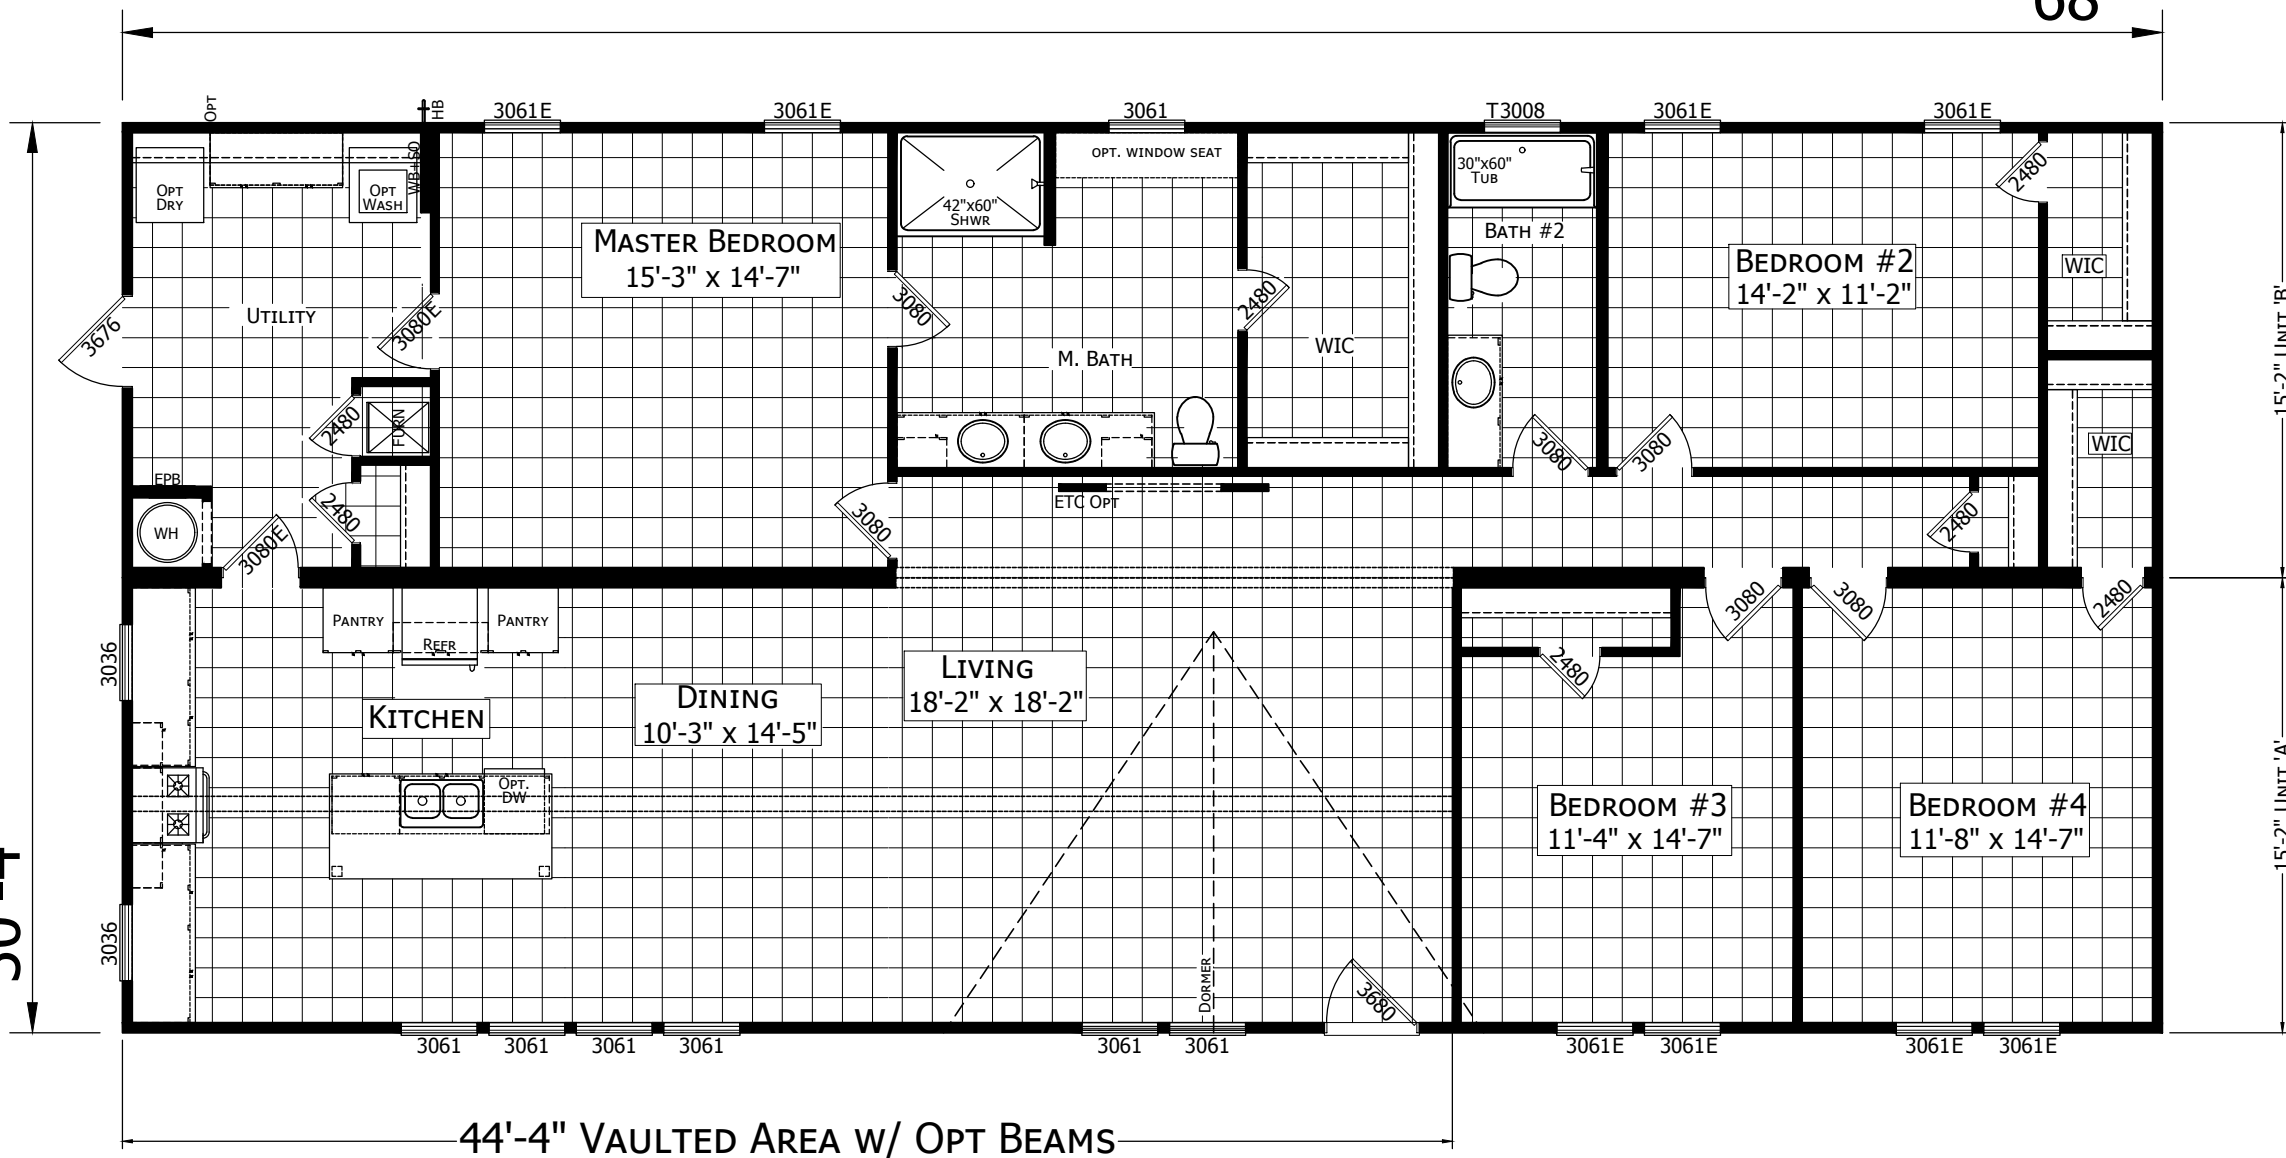 68'
OPT
HB
3061E
3061E
3061
T3008
3061E
3061E
WB+SO
OPT DRY
OPT WASH
42"x60"
SHWR
OPT. WINDOW SEAT
30"x60"
TUB
2480
MASTER BEDROOM
15'-3" x 14'-7"
BATH #2
BEDROOM #2
14'-2" x 11'-2"
WIC
3676
UTILITY
3080E
3080
2480
M. BATH
WIC
15'-2" UNIT 'B'
2480
FURN
3080
3080
WIC
EPB
WH
2480
3080E
3080
ETC OPT
2480
PANTRY
REFR
PANTRY
3080
3080
2480
3036
2480
KITCHEN
DINING
10'-3" x 14'-5"
LIVING
18'-2" x 18'-2"
OPT.
DW
BEDROOM #3
11'-4" x 14'-7"
BEDROOM #4
11'-8" x 14'-7"
15'-2" UNIT 'A'
30'-4"
3036
DORMER
3680
3061
3061
3061
3061
3061
3061
3061E
3061E
3061E
3061E
44'-4" VAULTED AREA W/ OPT BEAMS